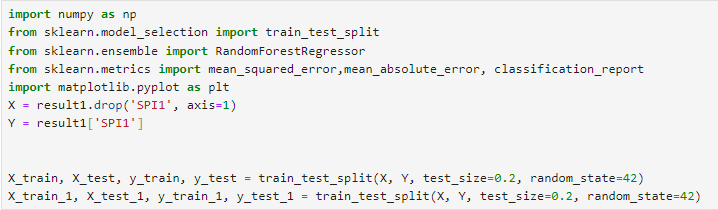 import numpy as np
from sklearn.model_selection import train_test_split
from sklearn.ensemble import RandomForestRegressor
from sklearn.metrics import mean_squared_error,mean_absolute_error, classification_report
import matplotlib.pyplot as plt
X = result1.drop('SPI1', axis=1)
Y = result1['SPI1']
X_train, X_test, y_train, y_test = train_test_split(X, Y, test_size=0.2, random_state=42)
X_train_1, X_test_1, y_train_1, y_test_1 = train_test_split(X, Y, test_size=0.2, random_state=42)